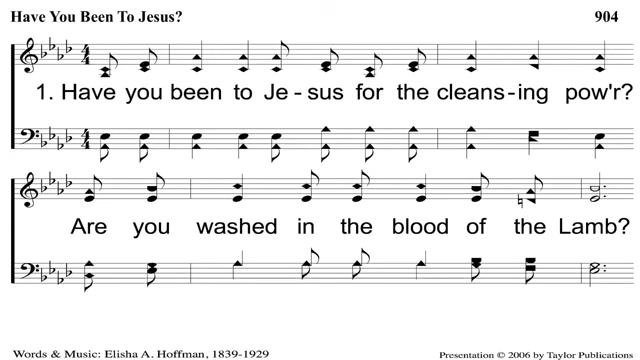 Have You Been To Jesus? 904
1. Have you been to Je - sus for the cleans-ing pow'r?
Are you washed in the blood of the Lamb?
Words & Music: Elisha A. Hoffman, 1839-1929 Presentation © 2006 by Taylor Publications